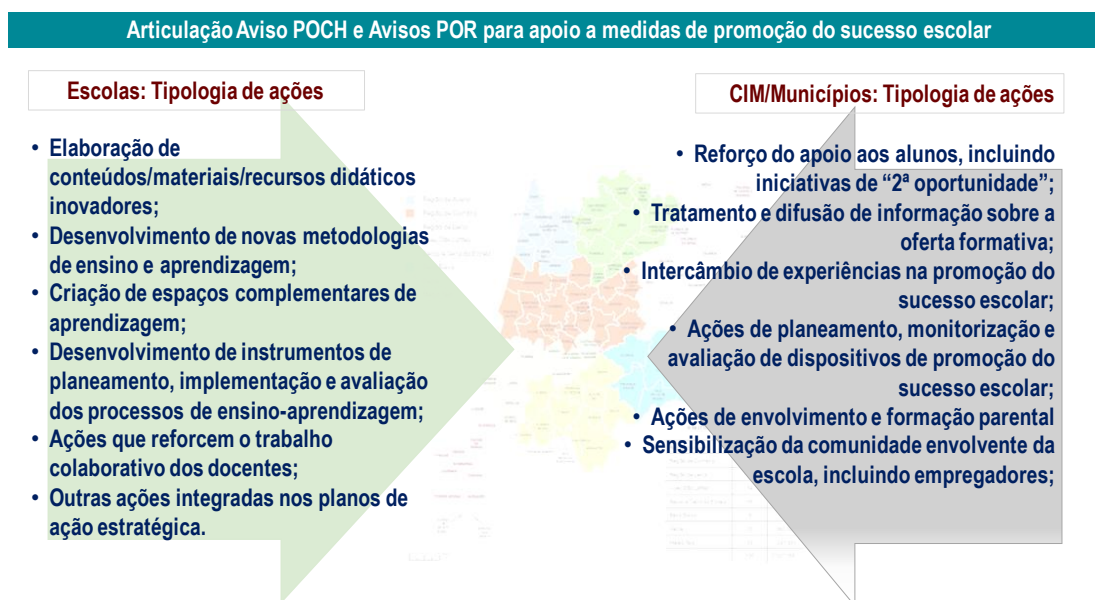 Articulação Aviso POCH e Avisos POR para apoio a medidas de promoção do sucesso escolar
Escolas: Tipologia de ações
• Elaboração de
conteúdos/materiais/recursos didáticos
inovadores;
• Desenvolvimento de novas metodologias
de ensino e aprendizagem;
• Criação de espaços complementares de
aprendizagem;
• Desenvolvimento de instrumentos de
planeamento, implementação e avaliação
dos processos de ensino-aprendizagem;
• Ações que reforcem o trabalho
colaborativo dos docentes;
• Outras ações integradas nos planos de
ação estratégica.
CIM/Municípios: Tipologia de ações
• Reforço do apoio aos alunos, incluindo
iniciativas de “2ª oportunidade”;
• Tratamento e difusão de informação sobre a
oferta formativa;
• Intercâmbio de experiências na promoção do
sucesso escolar;
• Ações de planeamento, monitorização e
avaliação de dispositivos de promoção do
sucesso escolar;
• Ações de envolvimento e formação parental
• Sensibilização da comunidade envolvente da
escola, incluindo empregadores;